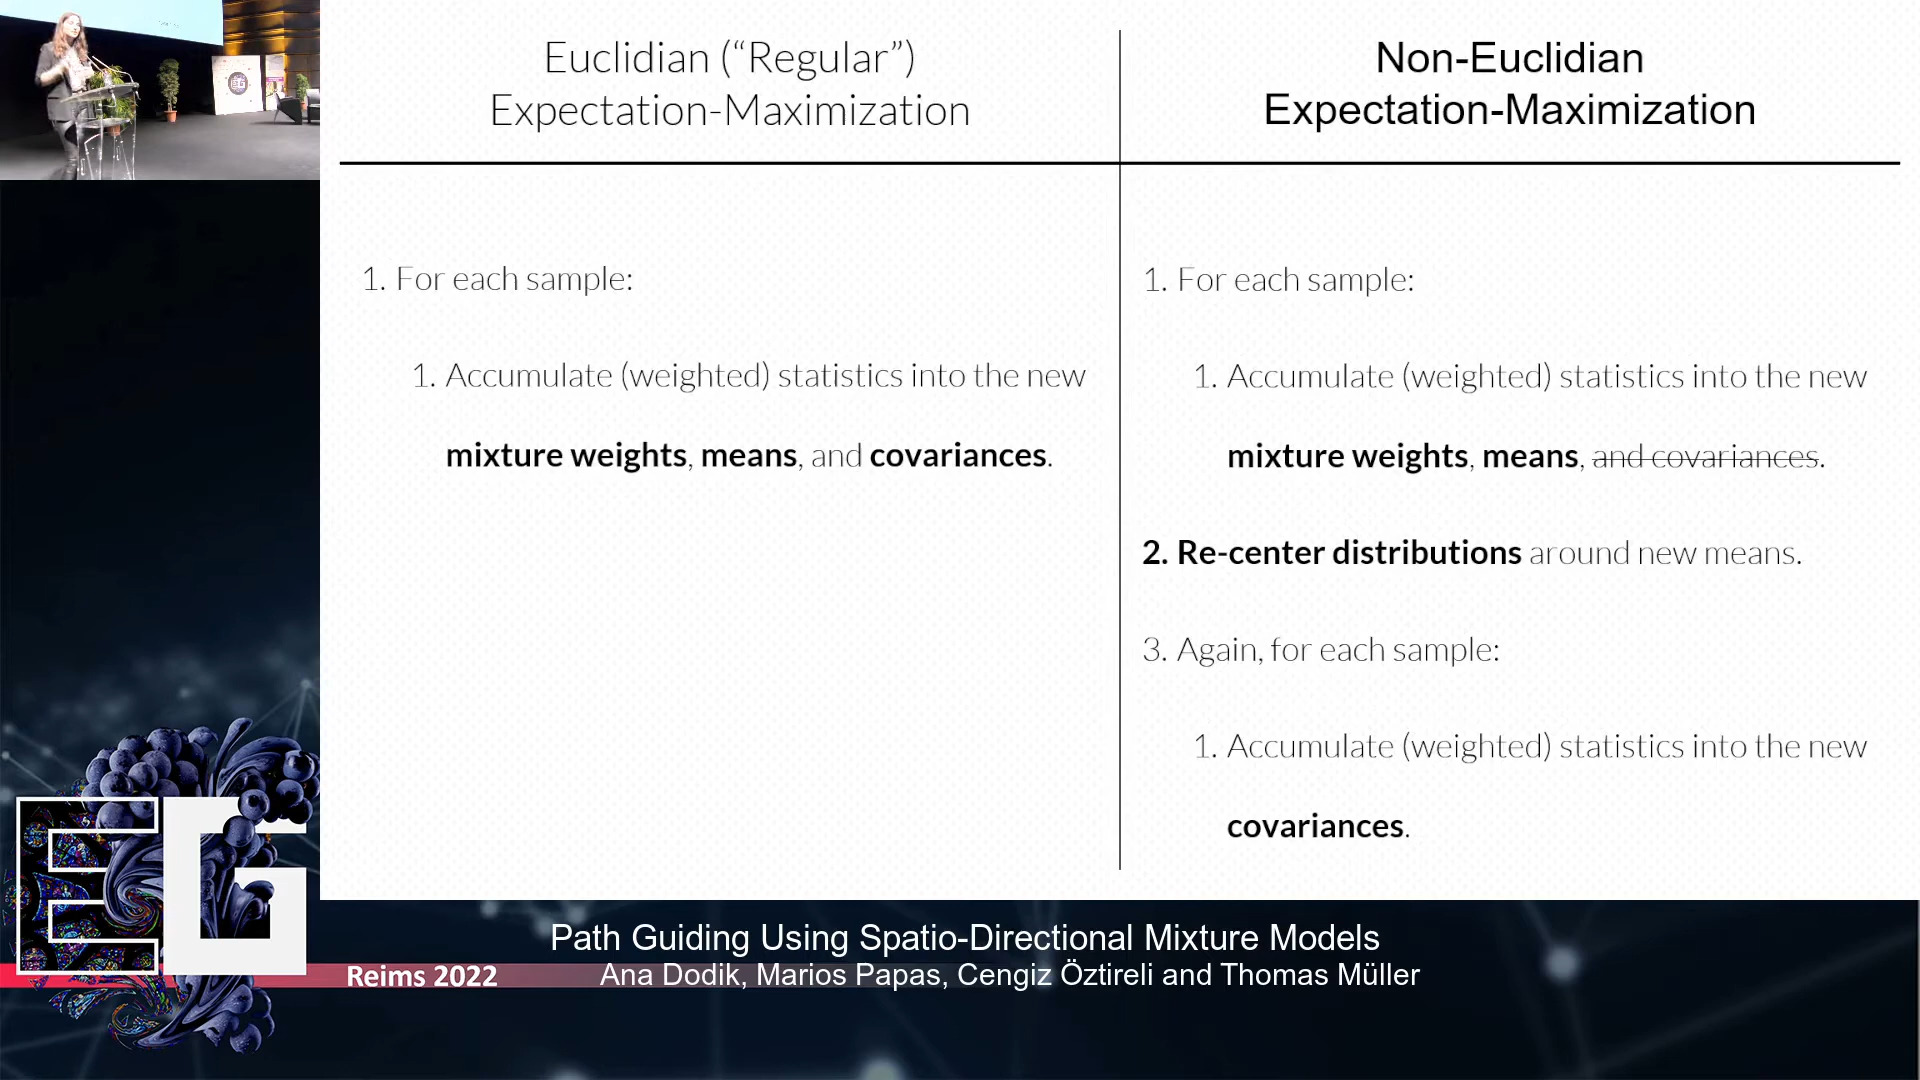 Euclidian (“Regular”)
Expectation-Maximization
1. For each sample:
1. Accumulate (weighted) statistics into the new
mixture weights, means, and covariances.
Non-Euclidian
Expectation-Maximization
1. For each sample:
1. Accumulate (weighted) statistics into the new
mixture weights, means, and covariances.
2. Re-center distributions around new means.
3. Again, for each sample:
1. Accumulate (weighted) statistics into the new
covariances.
EG
Path Guiding Using Spatio-Directional Mixture Models
Reims 2022
Ana Dodik, Marios Papas, Cengiz Öztireli and Thomas Müller